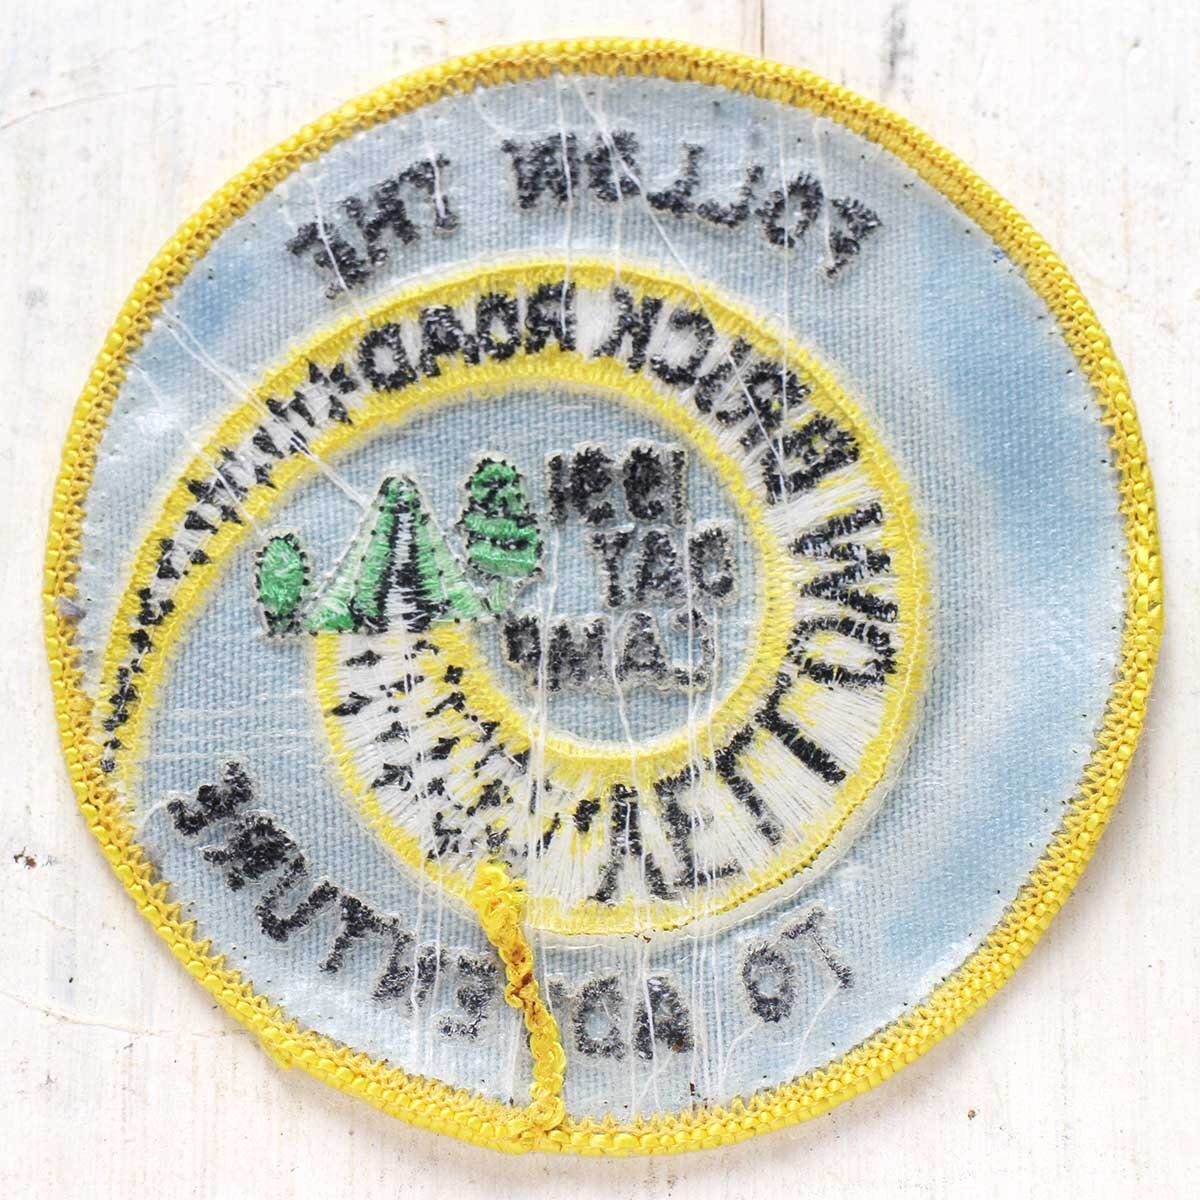 FOLLOW THE
YELLOW BRICK ROAD
1991
DAY
CAMP
TO ADVENTURE